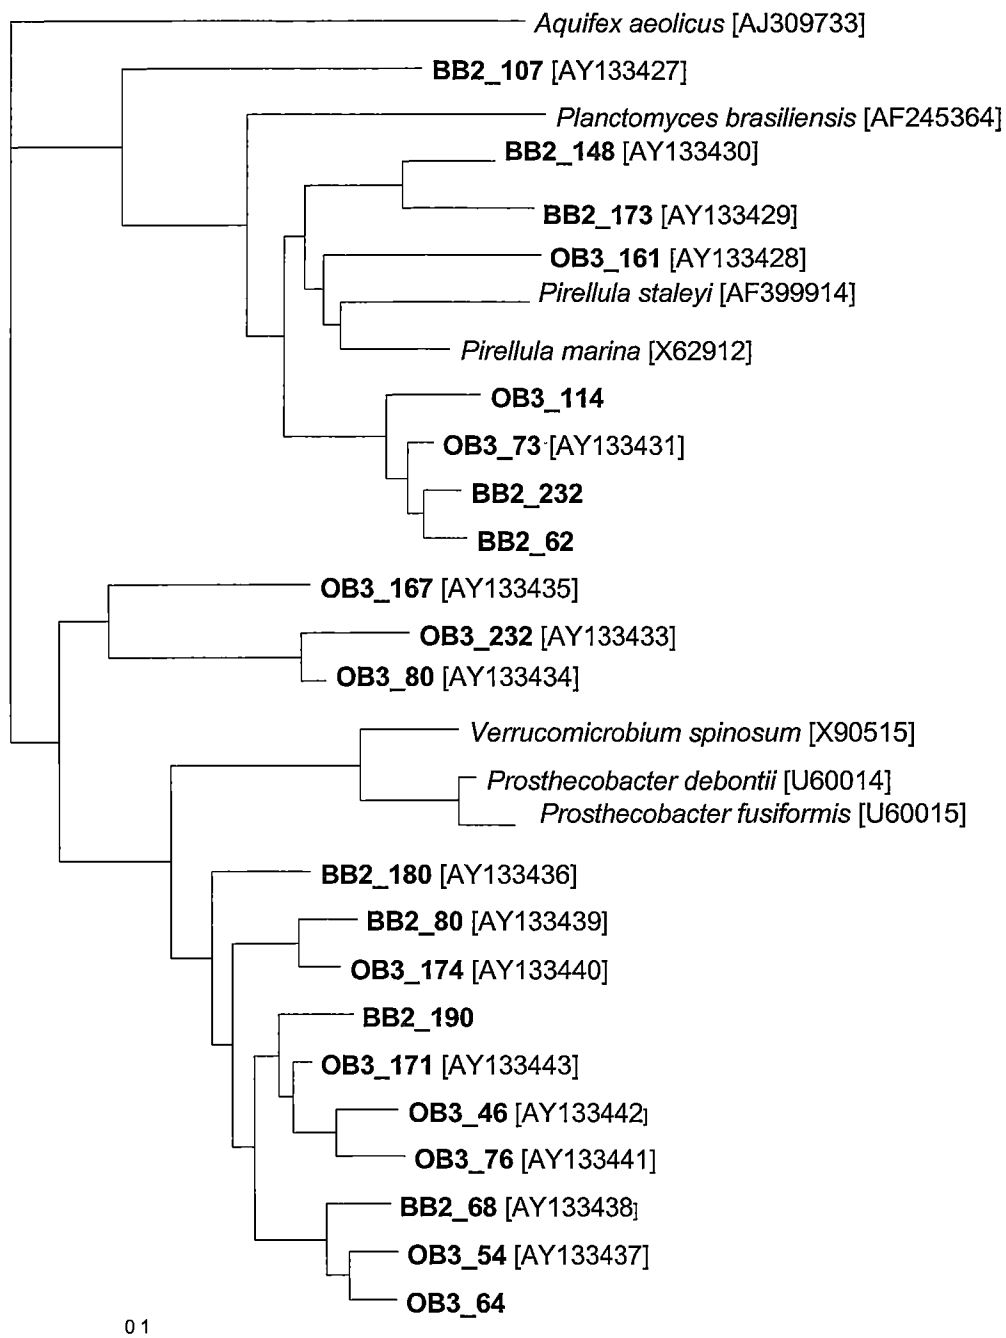 Aquifex aeolicus [AJ309733]
BB2_107 [AY133427]
Planctomyces brasiliensis [AF245364]
BB2_148 [AY133430]
BB2_173 [AY133429]
OB3_161 [AY133428]
Pirellula staleyi [AF399914]
Pirellula marina [X62912]
OB3_114
OB3_73 [AY133431]
BB2_232
BB2_62
OB3_167 [AY133435]
OB3_232 [AY133433]
OB3_80 [AY133434]
Verrucomicrobium spinosum [X90515]
Prosthecobacter debontii [U60014]
Prosthecobacter fusiformis [U60015]
BB2_180 [AY133436]
BB2_80 [AY133439]
OB3_174 [AY133440]
BB2_190
OB3_171 [AY133443]
OB3_46 [AY133442]
OB3_76 [AY133441]
BB2_68 [AY133438]
OB3_54 [AY133437]
OB3_64
0 1